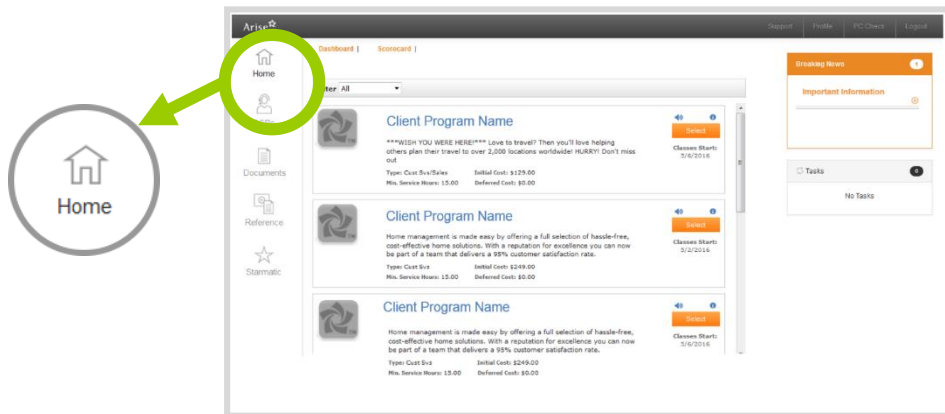 Arise
Support Profile PC Check Logout
Home
Documents
Reference
Starmatic
Dashboard | Scorecard |
All
Client Program Name
***WISH YOU WERE HERE!*** Love to travel? Then you'll love helping
others plan their travel to over 2,000 locations worldwide! HURRY! Don't miss
out
Type: Cust Svs/Sales Initial Cost: $129.00
Min. Service Hours: 15.00 Deferred Cost: $0.00
Select
Classes Start:
5/6/2016
Client Program Name
Home management is made easy by offering a full selection of hassle-free,
cost-effective home solutions. With a reputation for excellence you can now
be part of a team that delivers a 95% customer satisfaction rate.
Type: Cust Svs Initial Cost: $249.00
Min. Service Hours: 15.00 Deferred Cost: $0.00
Select
Classes Start:
5/2/2016
Client Program Name
Home management is made easy by offering a full selection of hassle-free,
cost-effective home solutions. With a reputation for excellence you can now
be part of a team that delivers a 95% customer satisfaction rate.
Type: Cust Svs Initial Cost: $249.00
Min. Service Hours: 15.00 Deferred Cost: $0.00
Select
Classes Start:
5/6/2016
Breaking News
Important Information
Tasks
No Tasks
Home